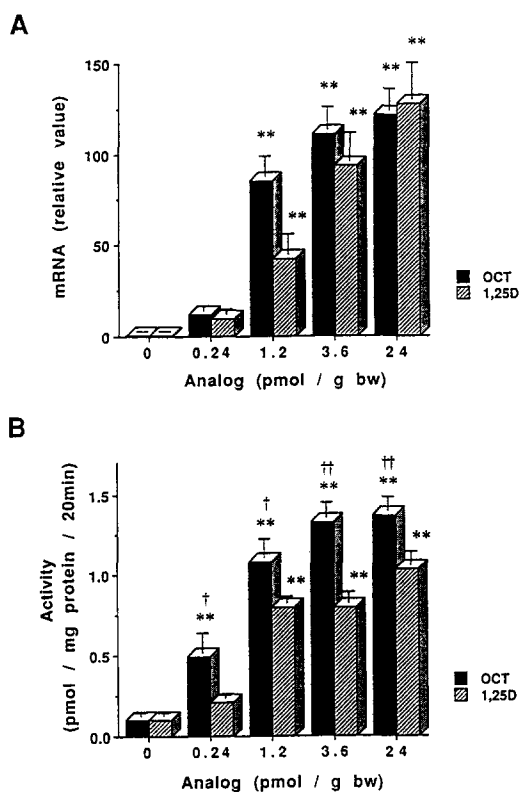 A
**
**
**
**
**
**
150
100
50
0
mRNA (relative value)
0 0.24 1.2 3.6 24
Analog (pmol / g bw)
OCT
1,25D
B
† † †† ††
** ** ** **
** ** **
1.5
1.0
0.5
0.0
Activity
(pmol / mg protein / 20min)
0 0.24 1.2 3.6 24
Analog (pmol / g bw)
OCT
1,25D